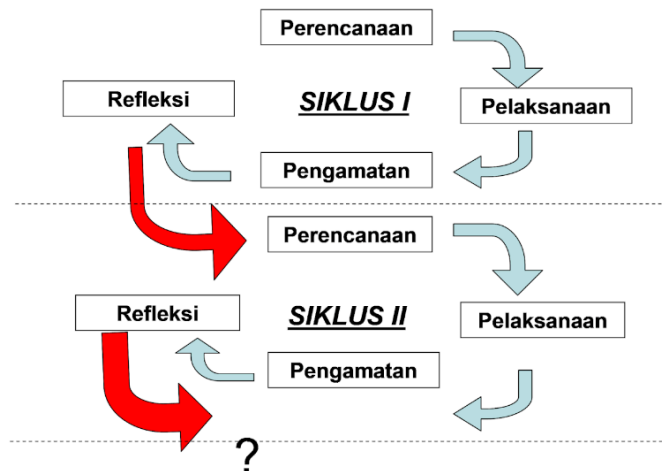 Perencanaan
Refleksi
SIKLUS I
Pelaksanaan
Pengamatan
Perencanaan
Refleksi
SIKLUS II
Pelaksanaan
Pengamatan
?